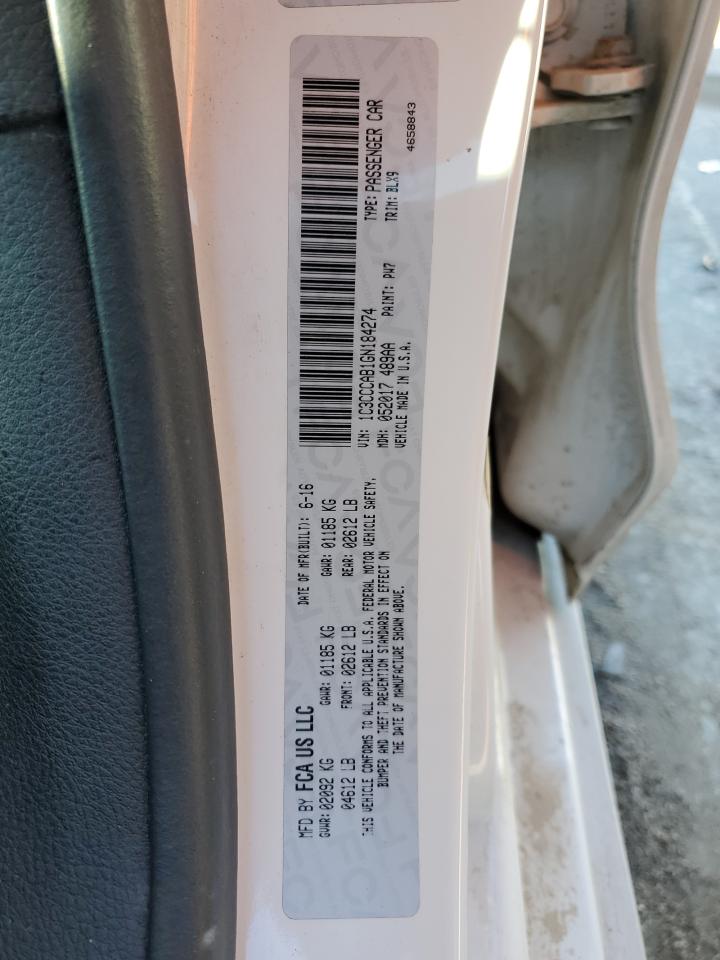 MFD BY FCA US LLC
DATE OF MFR(BUILT): 6-16
GVWR: 02092 KG GAWR: 01185 KG GAWR: 01185 KG
04612 LB FRONT: 02612 LB REAR: 02612 LB
THIS VEHICLE CONFORMS TO ALL APPLICABLE U.S.A. FEDERAL MOTOR VEHICLE SAFETY,
BUMPER AND THEFT PREVENTION STANDARDS IN EFFECT ON
THE DATE OF MANUFACTURE SHOWN ABOVE.
VIN: 1C3CCCAB1GN184274 TYPE: PASSENGER CAR
MDH: 052017 489AA PAINT: PW7 TRIM: BLX9
VEHICLE MADE IN U.S.A. 4658843